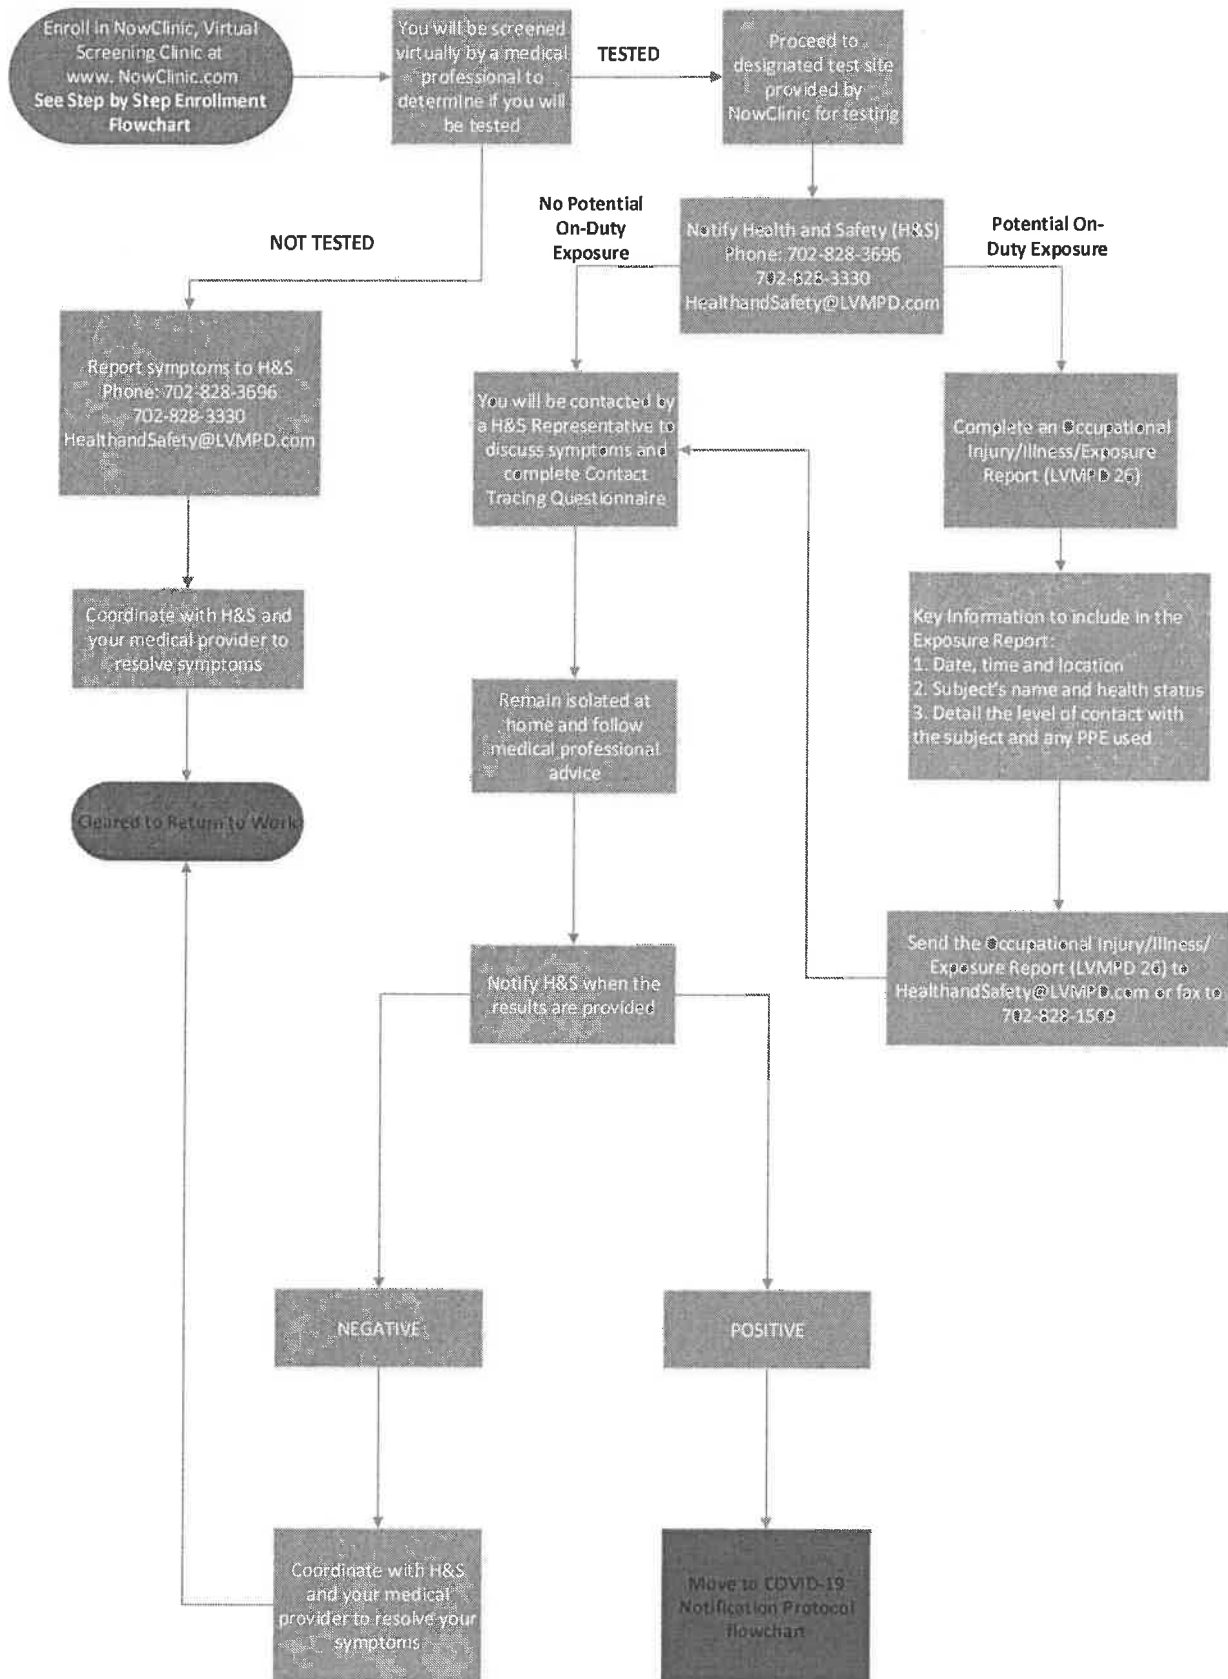 Enroll in NowClinic, Virtual
Screening Clinic at
www. NowClinic.com
See Step by Step Enrollment
Flowchart
You will be screened
virtually by a medical
professional to
determine if you will
be tested
TESTED
Proceed to
designated test site
provided by
NowClinic for testing
NOT TESTED
No Potential
On-Duty
Exposure
Notify Health and Safety (H&S)
Phone: 702-828-3696
702-828-3330
HealthandSafety@LVMPD.com
Potential On-
Duty Exposure
Report symptoms to H&S
Phone: 702-828-3696
702-828-3330
HealthandSafety@LVMPD.com
You will be contacted by
a H&S Representative to
discuss symptoms and
complete Contact
Tracing Questionnaire
Complete an Occupational
Injury/Illness/Exposure
Report (LVMPD 26)
Coordinate with H&S and
your medical provider to
resolve symptoms
Key Information to include in the
Exposure Report:
1. Date, time and location
2. Subject's name and health status
3. Detail the level of contact with
the subject and any PPE used
Remain isolated at
home and follow
medical professional
advice
Cleared to Return to Work
Notify H&S when the
results are provided
Send the Occupational Injury/Illness/
Exposure Report (LVMPD 26) to
HealthandSafety@LVMPD.com or fax to
702-828-1509
NEGATIVE
POSITIVE
Coordinate with H&S
and your medical
provider to resolve your
symptoms
Move to COVID-19
Notification Protocol
flowchart